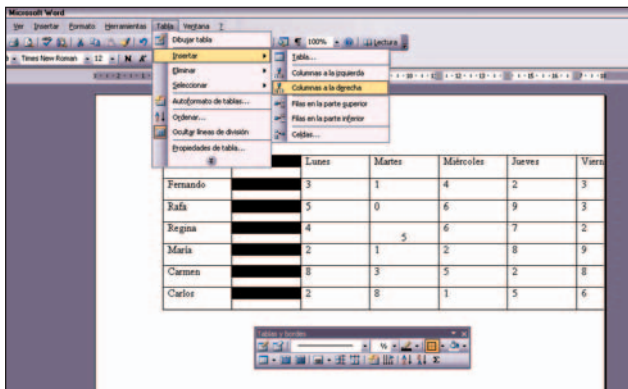 Microsoft Word
Ver Insertar Formato Herramientas Tabla Ventana ?
100% Lectura
Times New Roman 12 N K
Dibujar tabla
Insertar
Eliminar
Seleccionar
Autoformato de tablas...
Ordenar...
Ocultar líneas de división
Propiedades de tabla...
Tabla...
Columnas a la izquierda
Columnas a la derecha
Filas en la parte superior
Filas en la parte inferior
Celdas...
Lunes Martes Miércoles Jueves Viern
Fernando 3 1 4 2 3
Rafa 5 0 6 9 3
Regina 4 5 6 7 2
María 2 1 2 8 9
Carmen 8 3 5 2 8
Carlos 2 8 1 5 6
Tablas y bordes